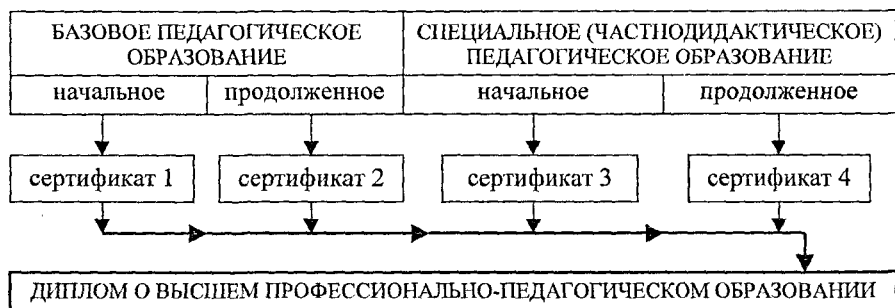 БАЗОВОЕ ПЕДАГОГИЧЕСКОЕ
ОБРАЗОВАНИЕ
СПЕЦИАЛЬНОЕ (ЧАСТНОДИДАКТИЧЕСКОЕ)
ПЕДАГОГИЧЕСКОЕ ОБРАЗОВАНИЕ
начальное
продолженное
начальное
продолженное
сертификат 1
сертификат 2
сертификат 3
сертификат 4
ДИПЛОМ О ВЫСШЕМ ПРОФЕССИОНАЛЬНО-ПЕДАГОГИЧЕСКОМ ОБРАЗОВАНИИ